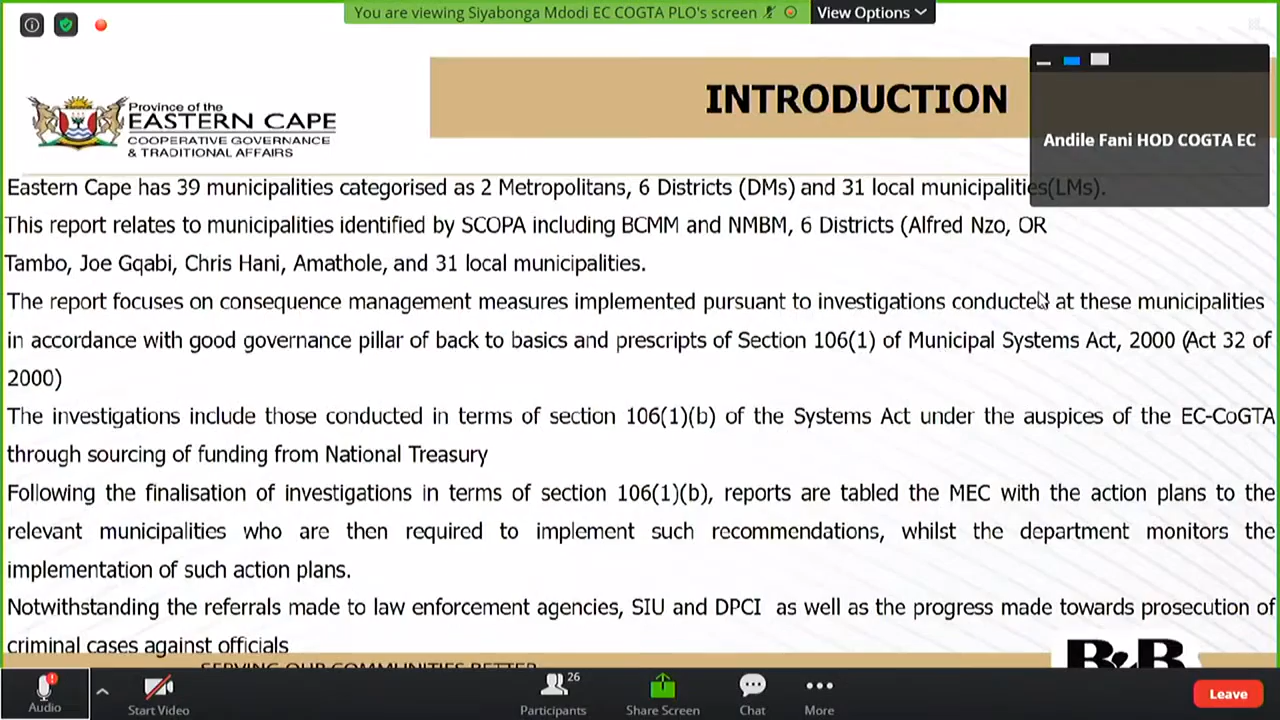 You are viewing Siyabonga Mdodi EC COGTA PLO's screen
View Options
INTRODUCTION
Province of the
EASTERN CAPE
COOPERATIVE GOVERNANCE
& TRADITIONAL AFFAIRS
Andile Fani HOD COGTA EC
Eastern Cape has 39 municipalities categorised as 2 Metropolitans, 6 Districts (DMs) and 31 local municipalities(LMs).
This report relates to municipalities identified by SCOPA including BCMM and NMBM, 6 Districts (Alfred Nzo, OR
Tambo, Joe Gqabi, Chris Hani, Amathole, and 31 local municipalities.
The report focuses on consequence management measures implemented pursuant to investigations conducted at these municipalities
in accordance with good governance pillar of back to basics and prescripts of Section 106(1) of Municipal Systems Act, 2000 (Act 32 of
2000)
The investigations include those conducted in terms of section 106(1)(b) of the Systems Act under the auspices of the EC-CoGTA
through sourcing of funding from National Treasury
Following the finalisation of investigations in terms of section 106(1)(b), reports are tabled the MEC with the action plans to the
relevant municipalities who are then required to implement such recommendations, whilst the department monitors the
implementation of such action plans.
Notwithstanding the referrals made to law enforcement agencies, SIU and DPCI as well as the progress made towards prosecution of
criminal cases against officials
SERVING OUR COMMUNITIES BETTER
B2B
Audio
Start Video
26
Participants
Share Screen
Chat
More
Leave